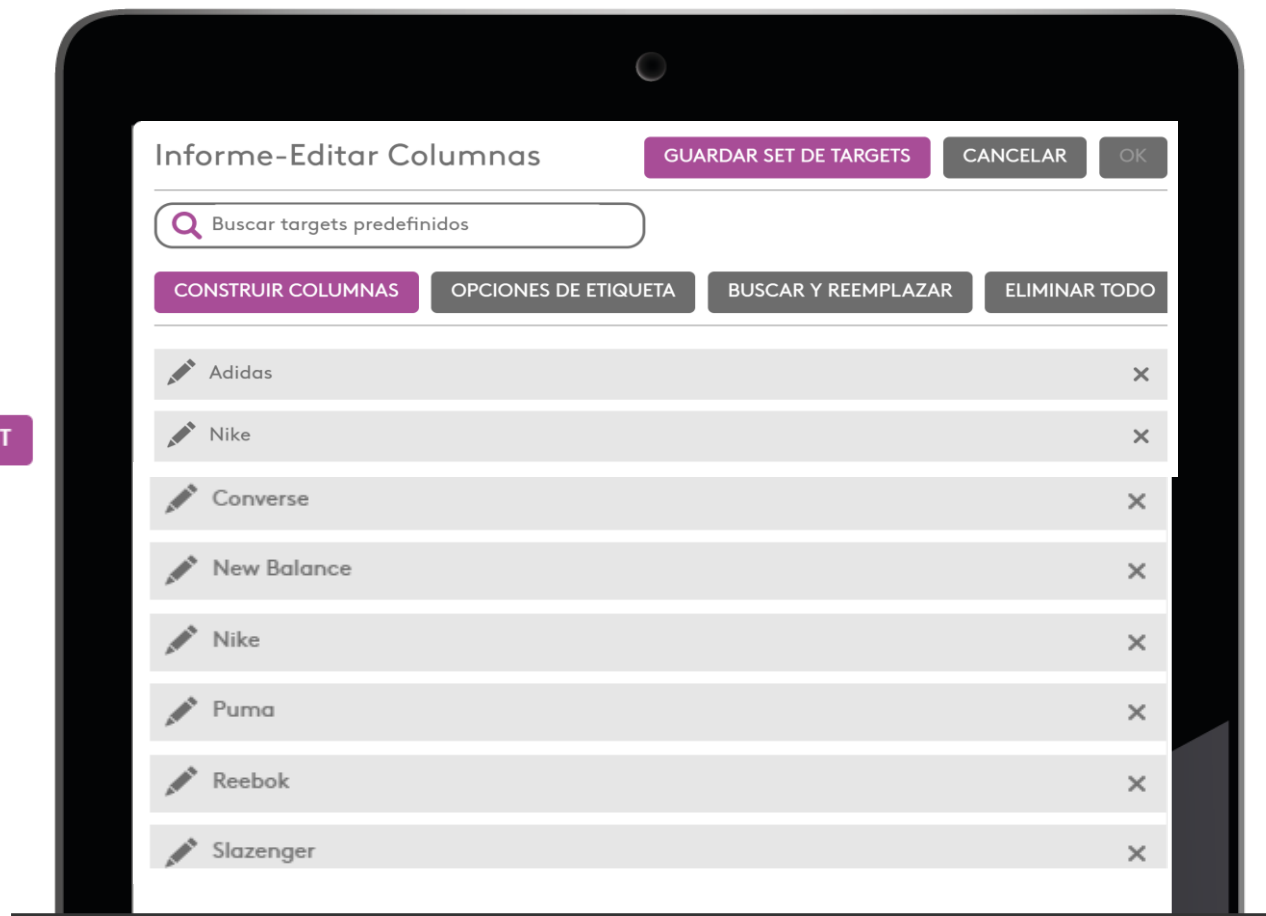 Informe-Editar Columnas
GUARDAR SET DE TARGETS
CANCELAR
OK
Buscar targets predefinidos
CONSTRUIR COLUMNAS
OPCIONES DE ETIQUETA
BUSCAR Y REEMPLAZAR
ELIMINAR TODO
Adidas
Nike
T
Converse
New Balance
Nike
Puma
Reebok
Slazenger